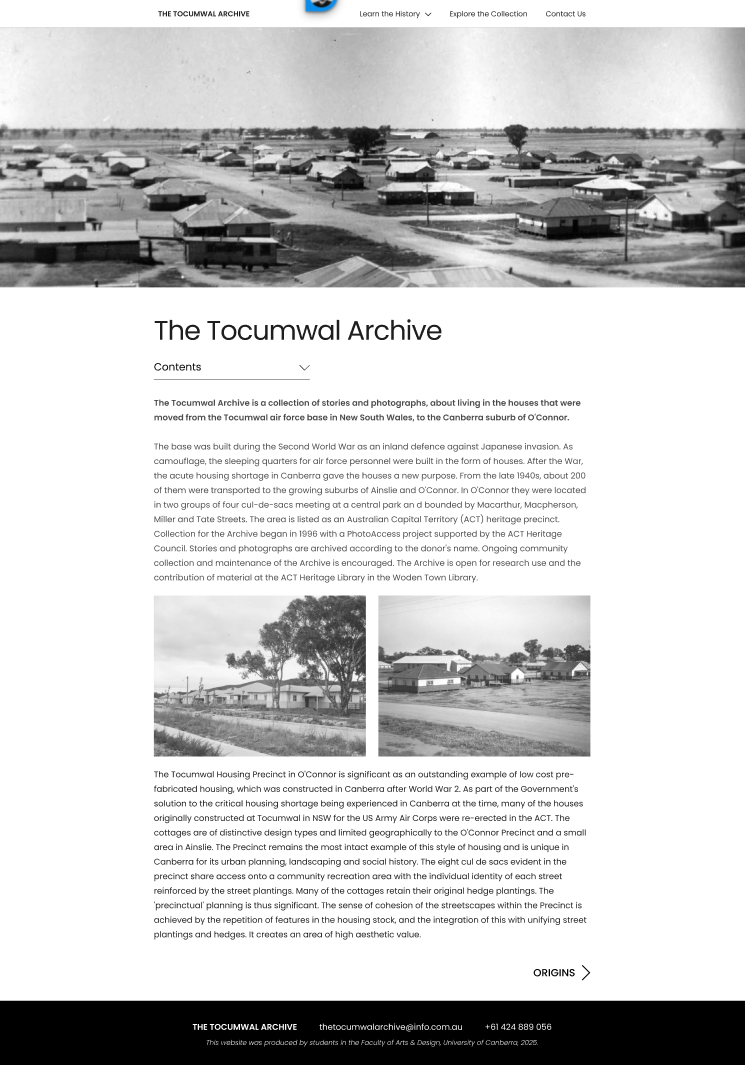 THE TOCUMWAL ARCHIVE
Learn the History
Explore the Collection
Contact Us
The Tocumwal Archive
Contents
The Tocumwal Archive is a collection of stories and photographs, about living in the houses that were
moved from the Tocumwal air force base in New South Wales, to the Canberra suburb of O'Connor.
The base was built during the Second World War as an inland defence against Japanese invasion. As
camouflage, the sleeping quarters for air force personnel were built in the form of houses. After the War,
the acute housing shortage in Canberra gave the houses a new purpose. From the late 1940s, about 200
of them were transported to the growing suburbs of Ainslie and O'Connor. In O'Connor they were located
in two groups of four cul-de-sacs meeting at a central park an d bounded by Macarthur, Macpherson,
Miller and Tate Streets. The area is listed as an Australian Capital Territory (ACT) heritage precinct.
Collection for the Archive began in 1996 with a PhotoAccess project supported by the ACT Heritage
Council. Stories and photographs are archived according to the donor's name. Ongoing community
collection and maintenance of the Archive is encouraged. The Archive is open for research use and the
contribution of material at the ACT Heritage Library in the Woden Town Library.
The Tocumwal Housing Precinct in O'Connor is significant as an outstanding example of low cost pre-
fabricated housing, which was constructed in Canberra after World War 2. As part of the Government's
solution to the critical housing shortage being experienced in Canberra at the time, many of the houses
originally constructed at Tocumwal in NSW for the US Army Air Corps were re-erected in the ACT. The
cottages are of distinctive design types and limited geographically to the O'Connor Precinct and a small
area in Ainslie. The Precinct remains the most intact example of this style of housing and is unique in
Canberra for its urban planning, landscaping and social history. The eight cul de sacs evident in the
precinct share access onto a community recreation area with the individual identity of each street
reinforced by the street plantings. Many of the cottages retain their original hedge plantings. The
'precinctual' planning is thus significant. The sense of cohesion of the streetscapes within the Precinct is
achieved by the repetition of features in the housing stock, and the integration of this with unifying street
plantings and hedges. It creates an area of high aesthetic value.
ORIGINS
THE TOCUMWAL ARCHIVE
thetocumwalarchive@info.com.au
+61 424 889 056
This website was produced by students in the Faculty of Arts & Design, University of Canberra, 2025.